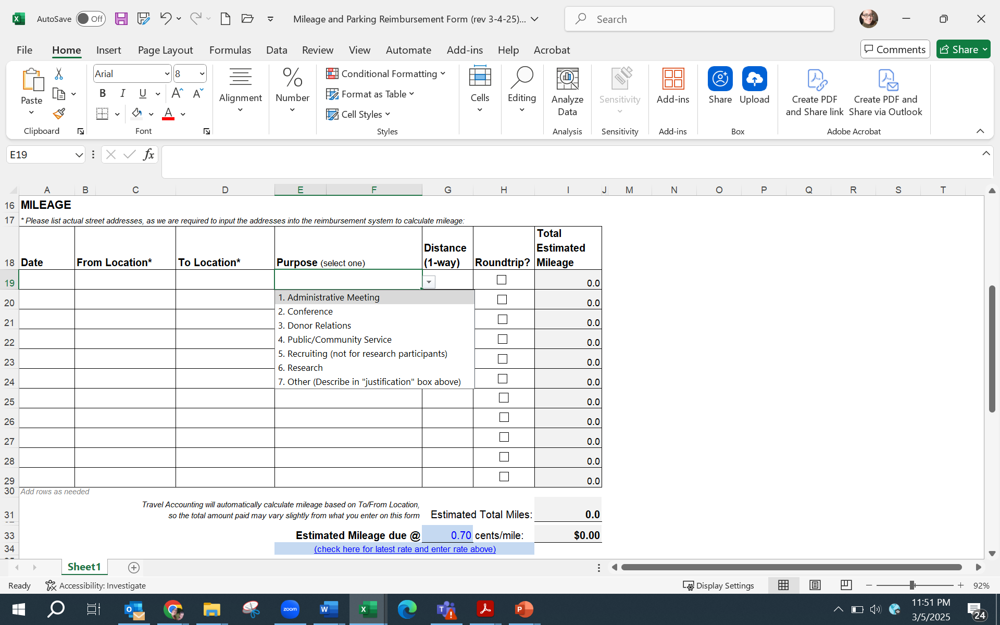 AutoSave Off Mileage and Parking Reimbursement Form (rev 3-4-25)... Search
File Home Insert Page Layout Formulas Data Review View Automate Add-ins Help Acrobat Comments Share
Arial 8
Conditional Formatting
Format as Table
Cell Styles
Paste
B I U A A A
Alignment Number Cells Editing
Analyze Data
Sensitivity
Add-ins
Share Upload
Create PDF and Share link
Create PDF and Share via Outlook
Clipboard Font Styles Analysis Sensitivity Add-ins Box Adobe Acrobat
E19 fx
A B C D E F G H I J M N O P Q R S T
16 MILEAGE
17 * Please list actual street addresses, as we are required to input the addresses into the reimbursement system to calculate mileage:
18 Date From Location* To Location* Purpose (select one) Distance (1-way) Roundtrip? Total Estimated Mileage
19 0.0
1. Administrative Meeting
2. Conference
3. Donor Relations
4. Public/Community Service
5. Recruiting (not for research participants)
6. Research
7. Other (Describe in "justification" box above)
20 0.0
21 0.0
22 0.0
23 0.0
24 0.0
25 0.0
26 0.0
27 0.0
28 0.0
29 0.0
30 Add rows as needed
Travel Accounting will automatically calculate mileage based on To/From Location,
31 so the total amount paid may vary slightly from what you enter on this form Estimated Total Miles: 0.0
33 Estimated Mileage due @ 0.70 cents/mile: $0.00
34 (check here for latest rate and enter rate above)
Sheet1
Ready Accessibility: Investigate Display Settings 92%
zoom
11:51 PM
3/5/2025
24